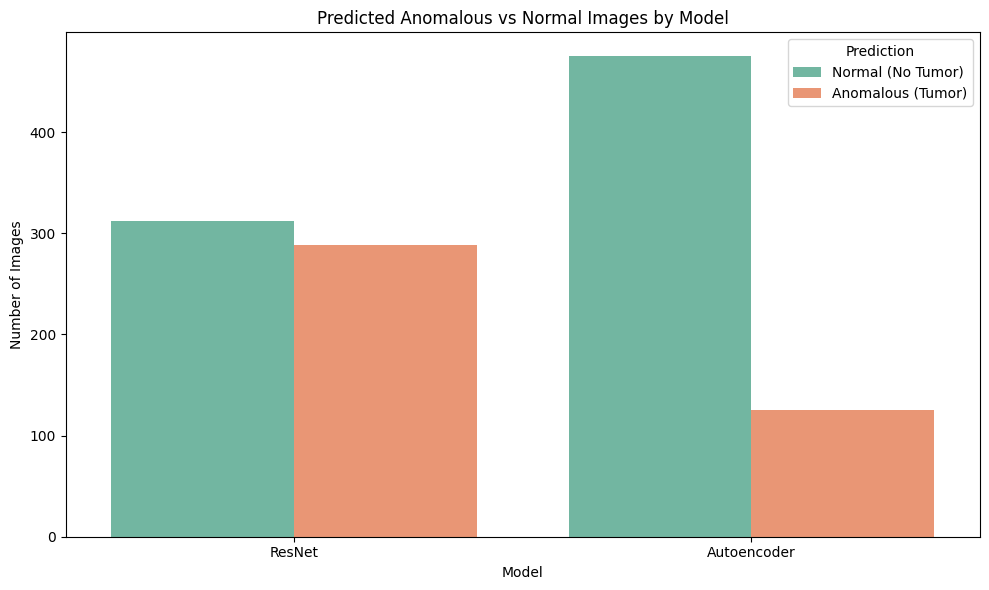 Predicted Anomalous vs Normal Images by Model
Prediction
Normal (No Tumor)
Anomalous (Tumor)
Number of Images
400
300
200
100
0
ResNet
Autoencoder
Model